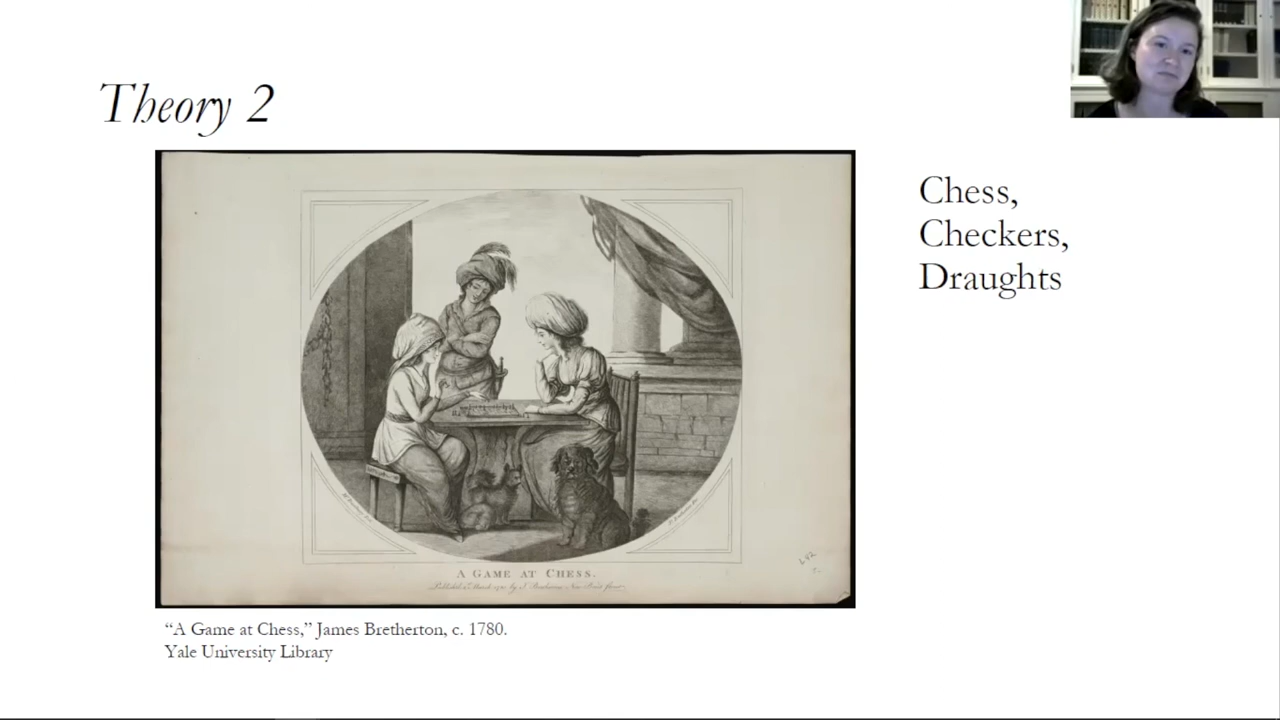 Theory 2
Chess,
Checkers,
Draughts
A GAME AT CHESS.
“A Game at Chess,” James Bretherton, c. 1780.
Yale University Library